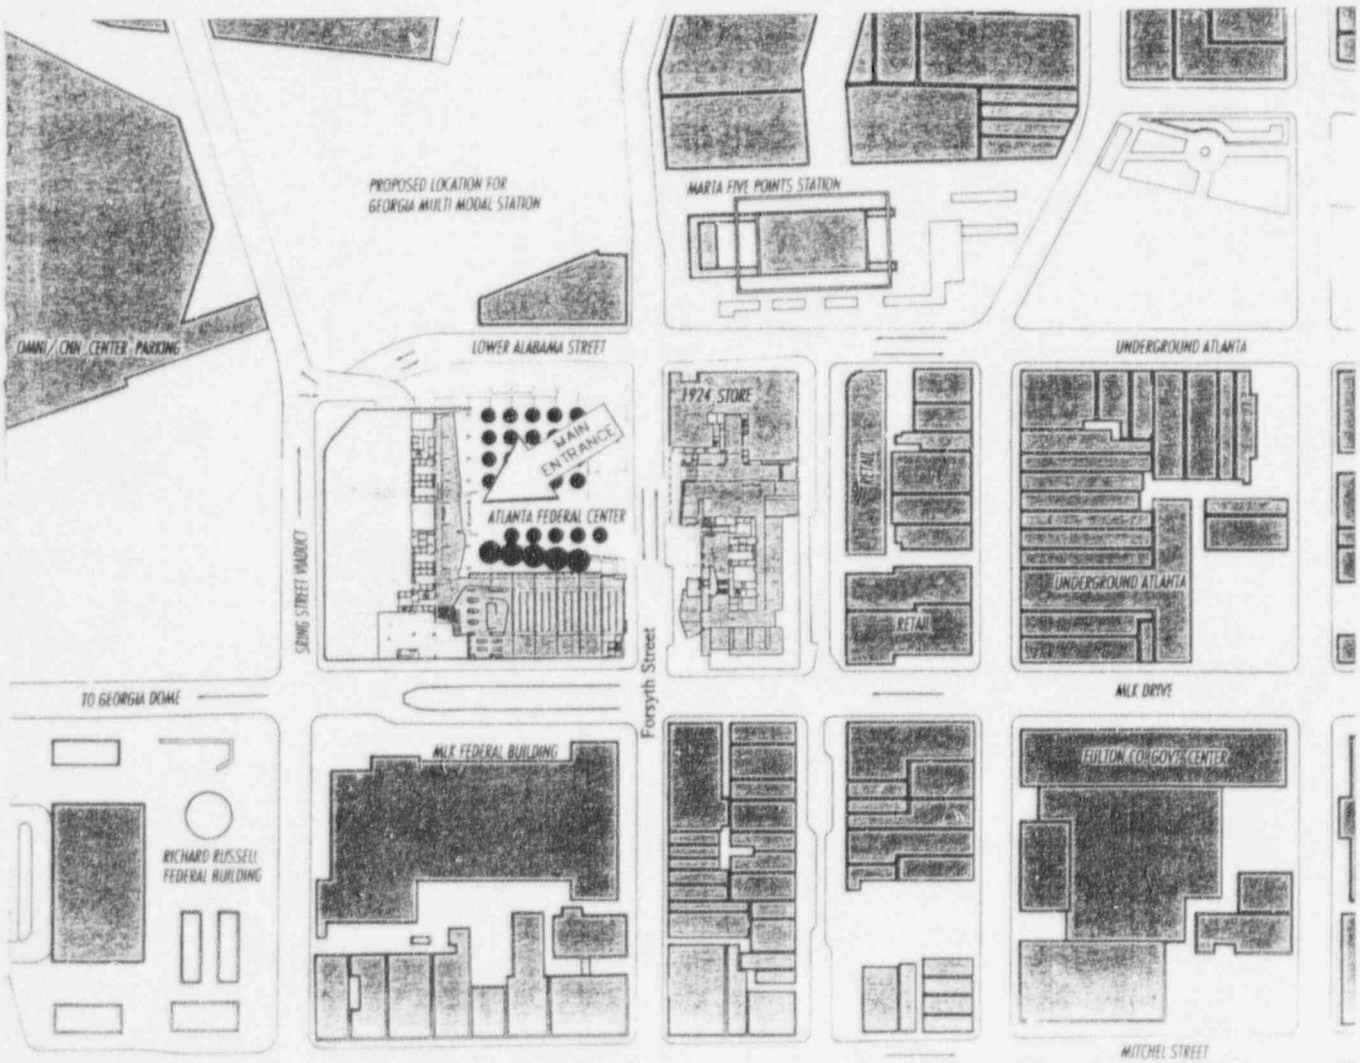 PROPOSED LOCATION FOR
GEORGIA MULTI MODAL STATION
MARTA FIVE POINTS STATION
OMNI/CNN CENTER PARKING
LOWER ALABAMA STREET
UNDERGROUND ATLANTA
1924 STORE
MAIN
ENTRANCE
RETAIL
ATLANTA FEDERAL CENTER
SRING STREET VIADUCT
UNDERGROUND ATLANTA
RETAIL
Forsyth Street
TO GEORGIA DOME
MLK DRIVE
MLK FEDERAL BUILDING
FULTON CO. GOVT CENTER
RICHARD RUSSELL
FEDERAL BUILDING
MITCHEL STREET